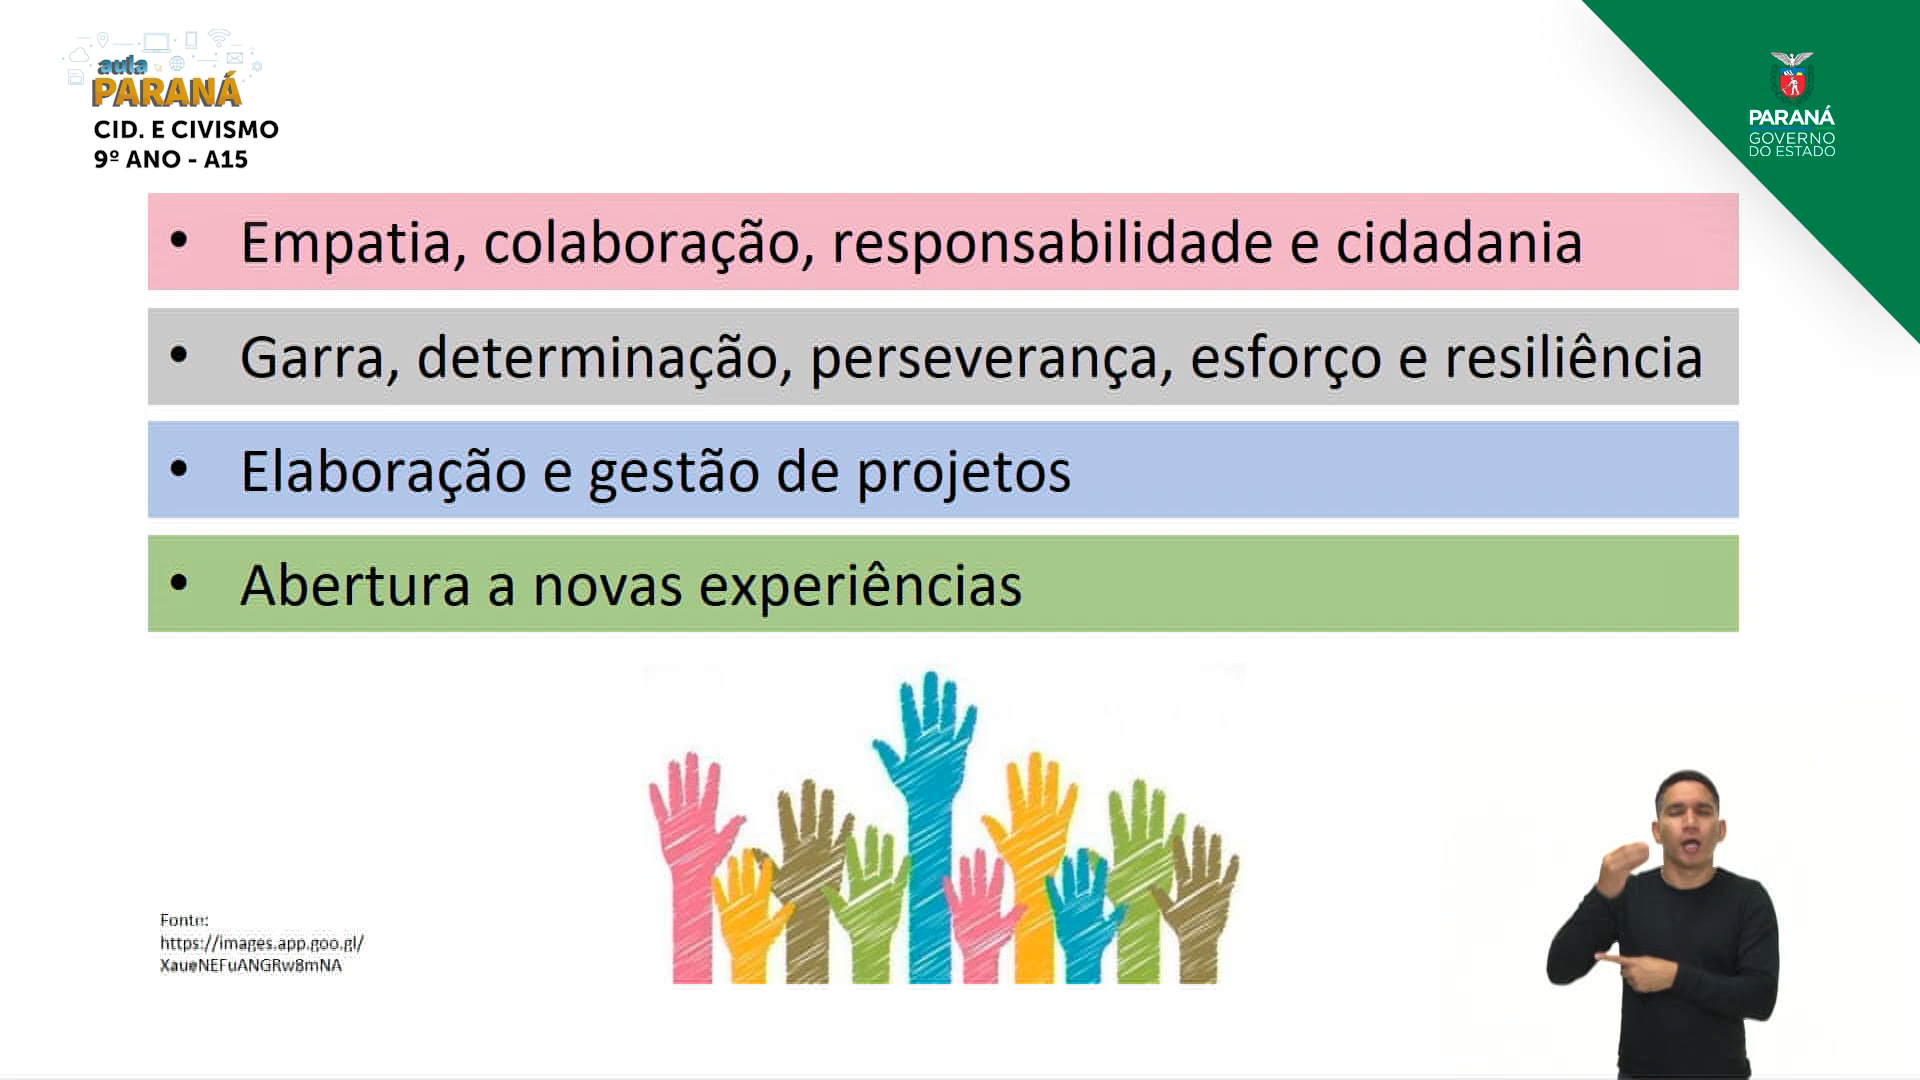 aula
PARANÁ
CID. E CIVISMO
9º ANO - A15
PARANÁ
GOVERNO
DO ESTADO
• Empatia, colaboração, responsabilidade e cidadania
• Garra, determinação, perseverança, esforço e resiliência
• Elaboração e gestão de projetos
• Abertura a novas experiências
Fonte:
https://images.app.goo.gl/
XaueNEFuANGRw8mNA